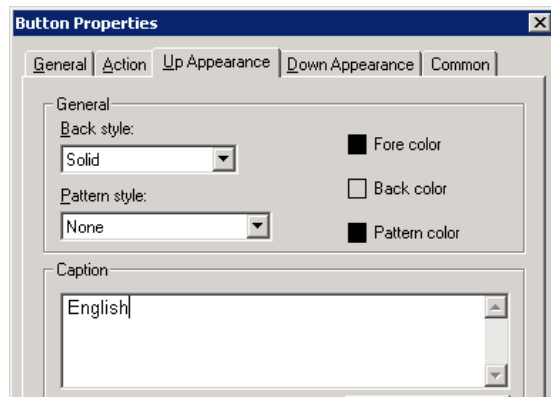 Button Properties
General Action Up Appearance Down Appearance Common
General
Back style:
Solid
Fore color
Back color
Pattern style:
None
Pattern color
Caption
English